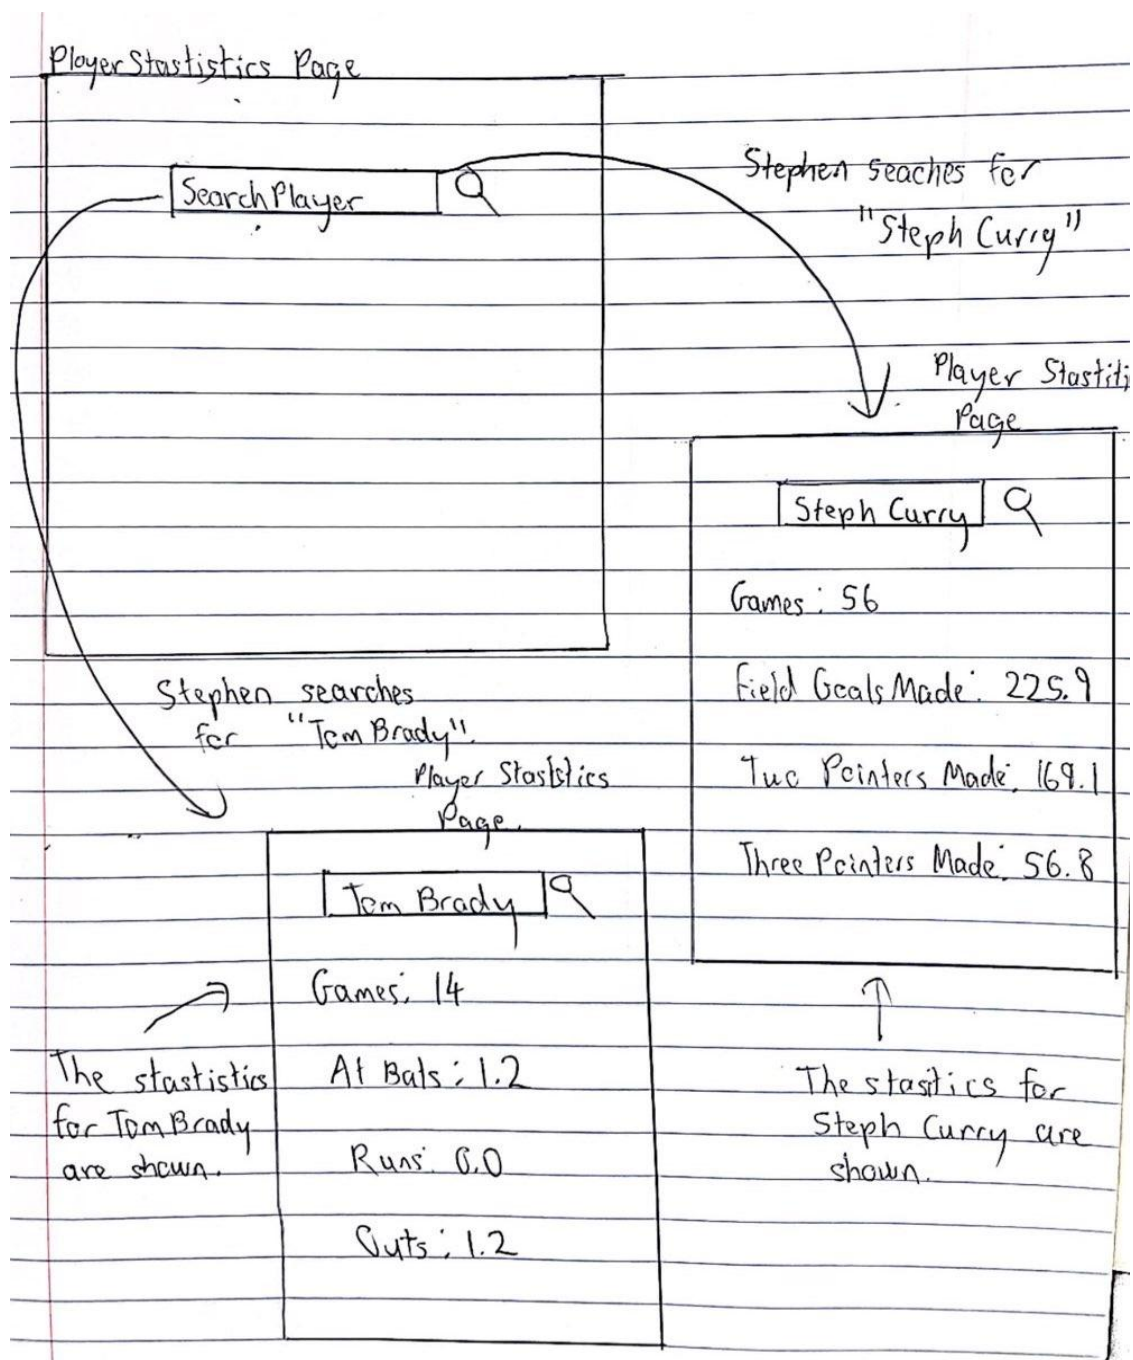 Player Stastistics Page
Search Player
Stephen seaches for
"Steph Curry"
Player Stastiti
Page
Steph Curry
Games: 56
Field Goals Made: 225.9
Two Pointers Made: 169.1
Three Pointers Made: 56.8
The stasitics for
Steph Curry are
shown.
Stephen searches
for "Tom Brady".
Player Stastistics
Page.
Tom Brady
Games: 14
At Bats: 1.2
Runs: 0.0
Outs: 1.2
The stastistics
for Tom Brady
are shown.